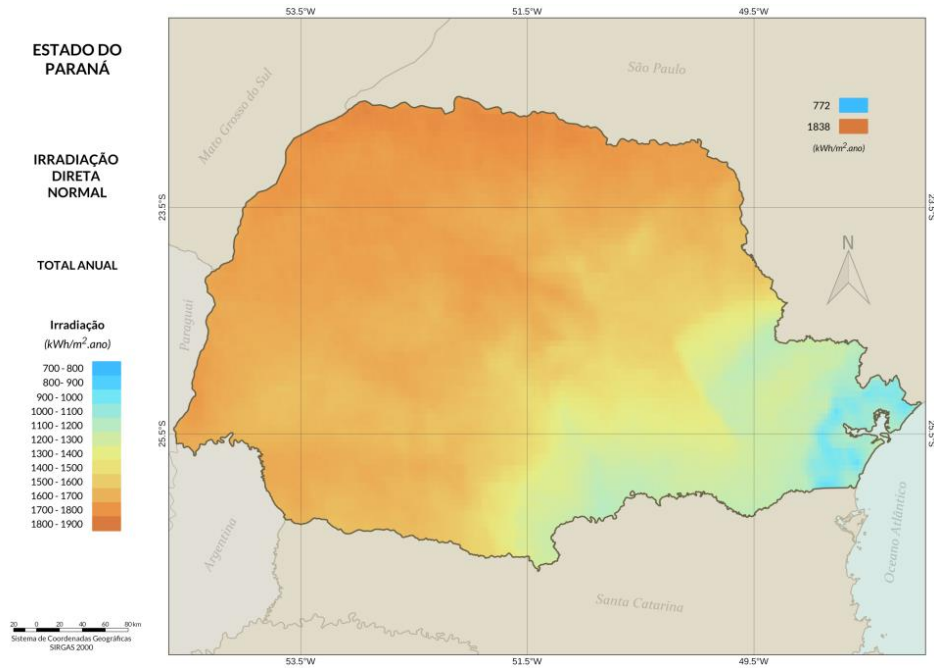 53.5°W
51.5°W
49.5°W
ESTADO DO
PARANÁ
São Paulo
Mato Grosso do Sul
772
1838
(kWh/m².ano)
IRRADIAÇÃO
DIRETA
NORMAL
23.5°S
23.5°S
N
TOTAL ANUAL
Paraguai
Irradiação
(kWh/m².ano)
700 - 800
800- 900
900 - 1000
1000 - 1100
1100 - 1200
1200 - 1300
1300 - 1400
1400 - 1500
1500 - 1600
1600 - 1700
1700 - 1800
1800 - 1900
25.5°S
25.5°S
Argentina
Oceano Atlântico
Santa Catarina
20 0 20 40 60 80 km
Sistema de Coordenadas Geográficas
SIRGAS 2000
53.5°W
51.5°W
49.5°W